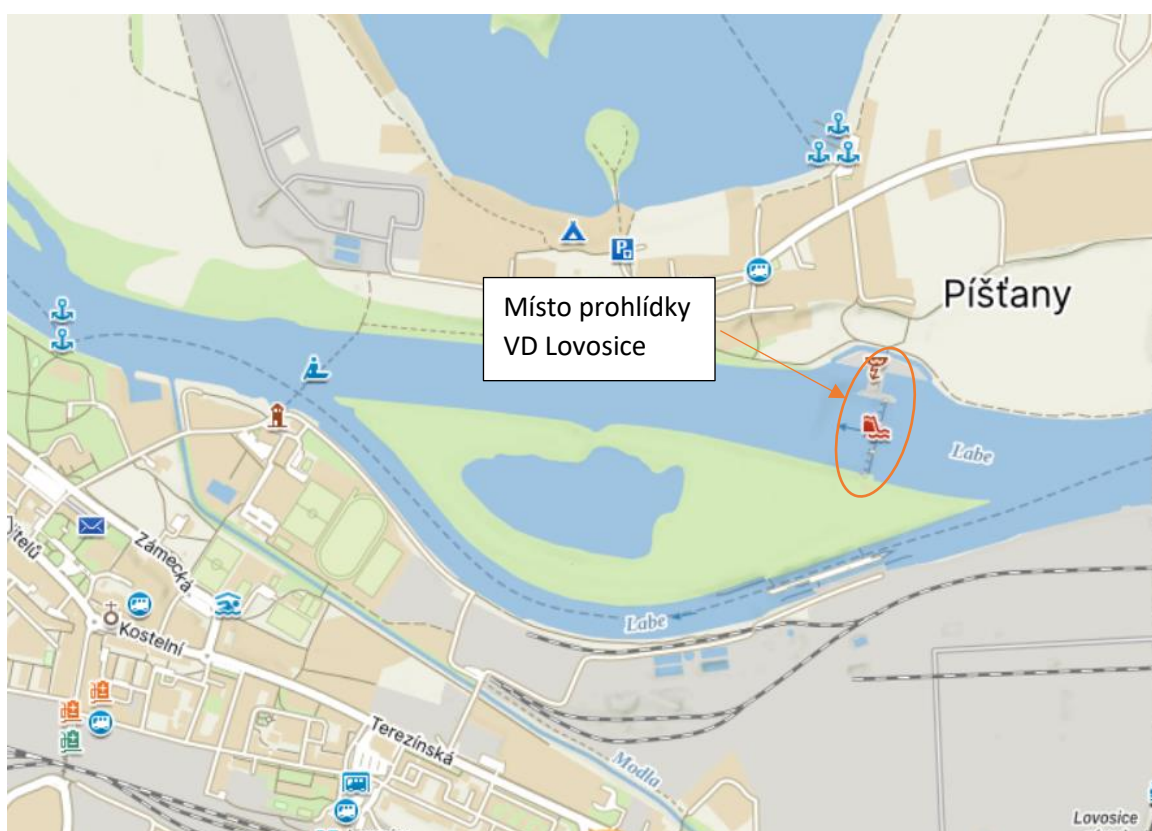 Píšťany
Místo prohlídky
VD Lovosice
Labe
Zámecká
Kostelní
Labe
Terezínská
Modla
Lovosice